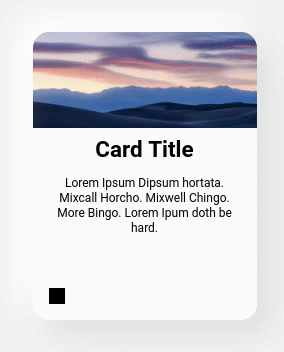 Card Title
Lorem Ipsum Dipsum hortata.
Mixcall Horcho. Mixwell Chingo.
More Bingo. Lorem Ipum doth be
hard.